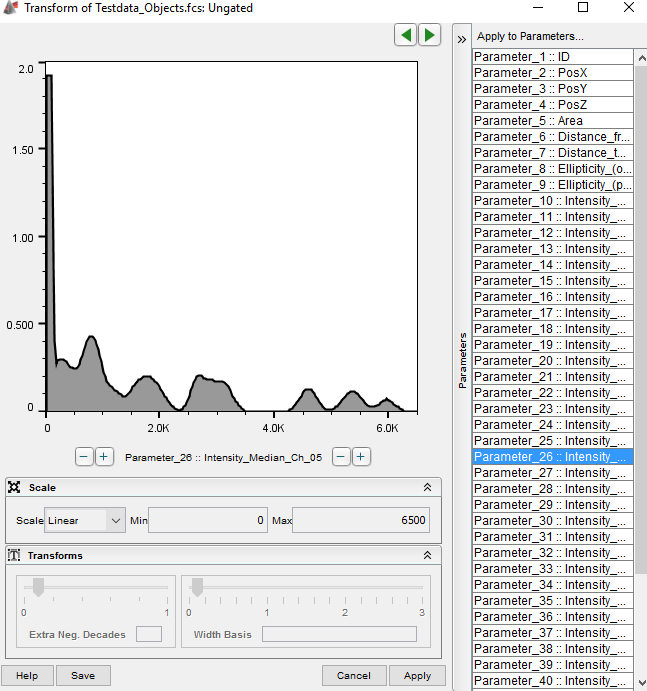 Transform of Testdata_Objects.fcs: Ungated
2.0
1.50
1.00
0.500
0
0
2.0K
4.0K
6.0K
− + Parameter_26 :: Intensity_Median_Ch_05 − +
Scale
Scale Linear Min 0 Max 6500
Transforms
0 1
0 1 2 3
Extra Neg. Decades Width Basis
Help Save Cancel Apply
Parameters
Apply to Parameters...
Parameter_1 :: ID
Parameter_2 :: PosX
Parameter_3 :: PosY
Parameter_4 :: PosZ
Parameter_5 :: Area
Parameter_6 :: Distance_fr...
Parameter_7 :: Distance_t...
Parameter_8 :: Ellipticity_(o...
Parameter_9 :: Ellipticity_(p...
Parameter_10 :: Intensity_...
Parameter_11 :: Intensity_...
Parameter_12 :: Intensity_...
Parameter_13 :: Intensity_...
Parameter_14 :: Intensity_...
Parameter_15 :: Intensity_...
Parameter_16 :: Intensity_...
Parameter_17 :: Intensity_...
Parameter_18 :: Intensity_...
Parameter_19 :: Intensity_...
Parameter_20 :: Intensity_...
Parameter_21 :: Intensity_...
Parameter_22 :: Intensity_...
Parameter_23 :: Intensity_...
Parameter_24 :: Intensity_...
Parameter_25 :: Intensity_...
Parameter_26 :: Intensity_...
Parameter_27 :: Intensity_...
Parameter_28 :: Intensity_...
Parameter_29 :: Intensity_...
Parameter_30 :: Intensity_...
Parameter_31 :: Intensity_...
Parameter_32 :: Intensity_...
Parameter_33 :: Intensity_...
Parameter_34 :: Intensity_...
Parameter_35 :: Intensity_...
Parameter_36 :: Intensity_...
Parameter_37 :: Intensity_...
Parameter_38 :: Intensity_...
Parameter_39 :: Intensity_...
Parameter_40 :: Intensity_...